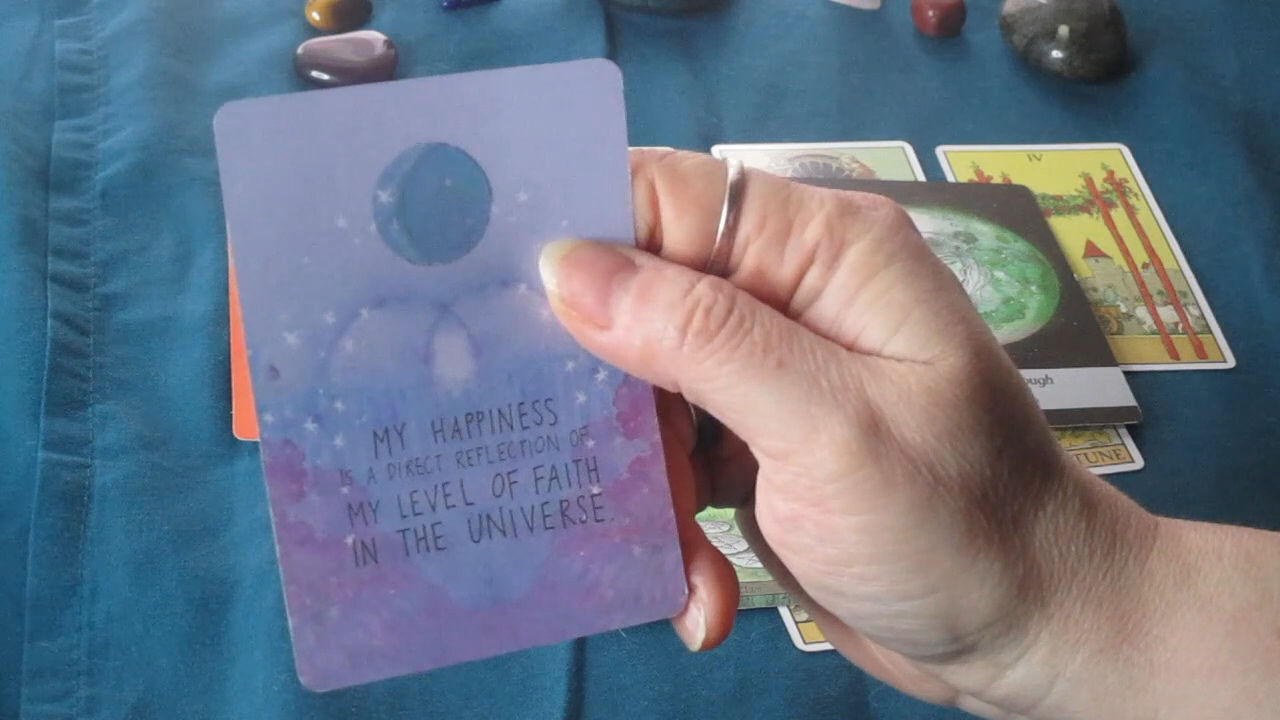 MY HAPPINESS
IS A DIRECT REFLECTION OF
MY LEVEL OF FAITH
IN THE UNIVERSE.
IV
ough
TUNE